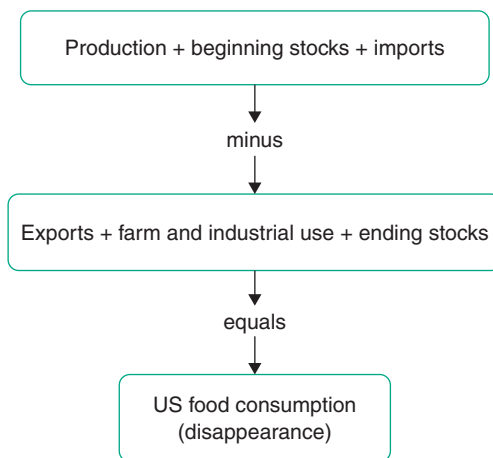 Production + beginning stocks + imports
minus
Exports + farm and industrial use + ending stocks
equals
US food consumption
(disappearance)